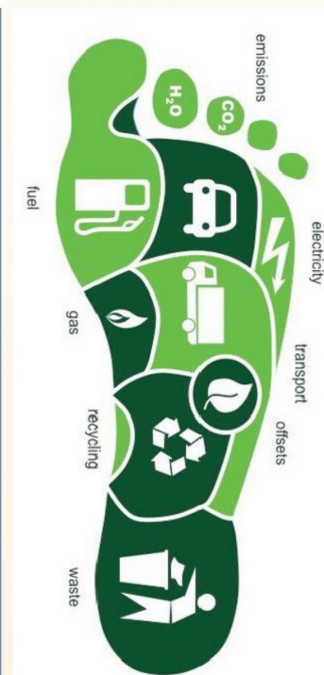 emissions
H₂O
CO₂
electricity
fuel
gas
transport
offsets
recycling
waste